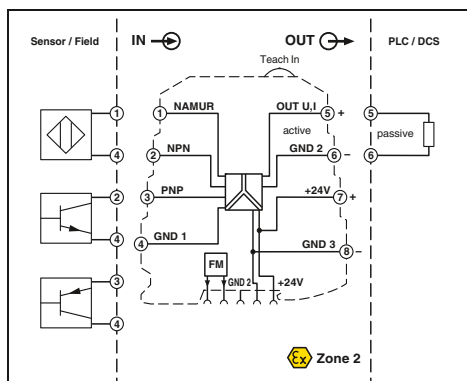 Sensor / Field
IN
OUT
PLC / DCS
Teach In
1
4
1
NAMUR
OUT U,I
5
+
active
5
passive
6
2
NPN
GND 2
6
–
2
4
3
PNP
+24V
7
+
4
GND 1
GND 3
8
–
3
4
FM
GND 2
+24V
Ex
Zone 2